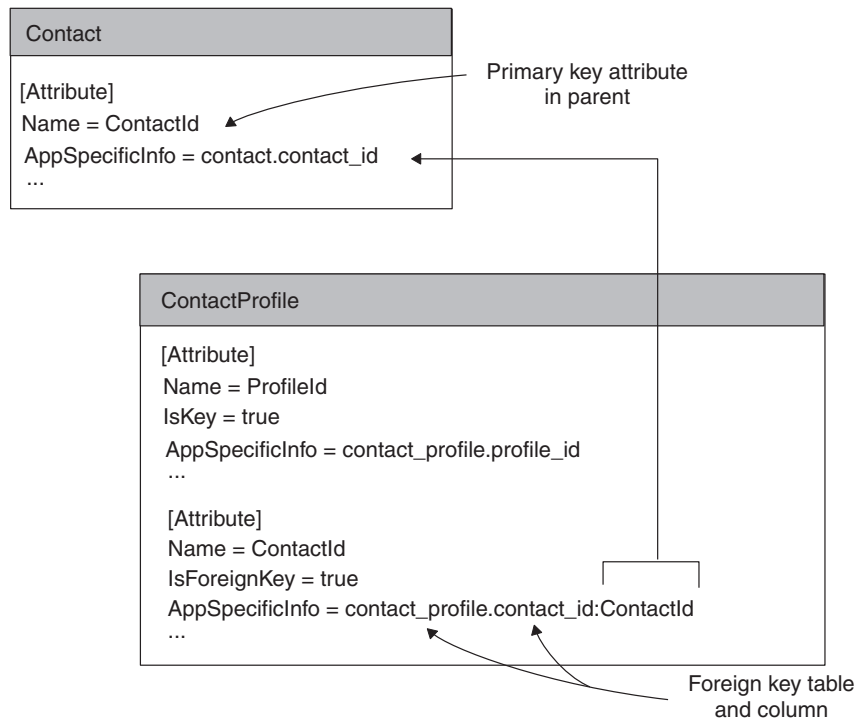 Contact
[Attribute]
Name = ContactId
AppSpecificInfo = contact.contact_id
...
Primary key attribute
in parent
ContactProfile
[Attribute]
Name = ProfileId
IsKey = true
AppSpecificInfo = contact_profile.profile_id
...
[Attribute]
Name = ContactId
IsForeignKey = true
AppSpecificInfo = contact_profile.contact_id:ContactId
...
Foreign key table
and column